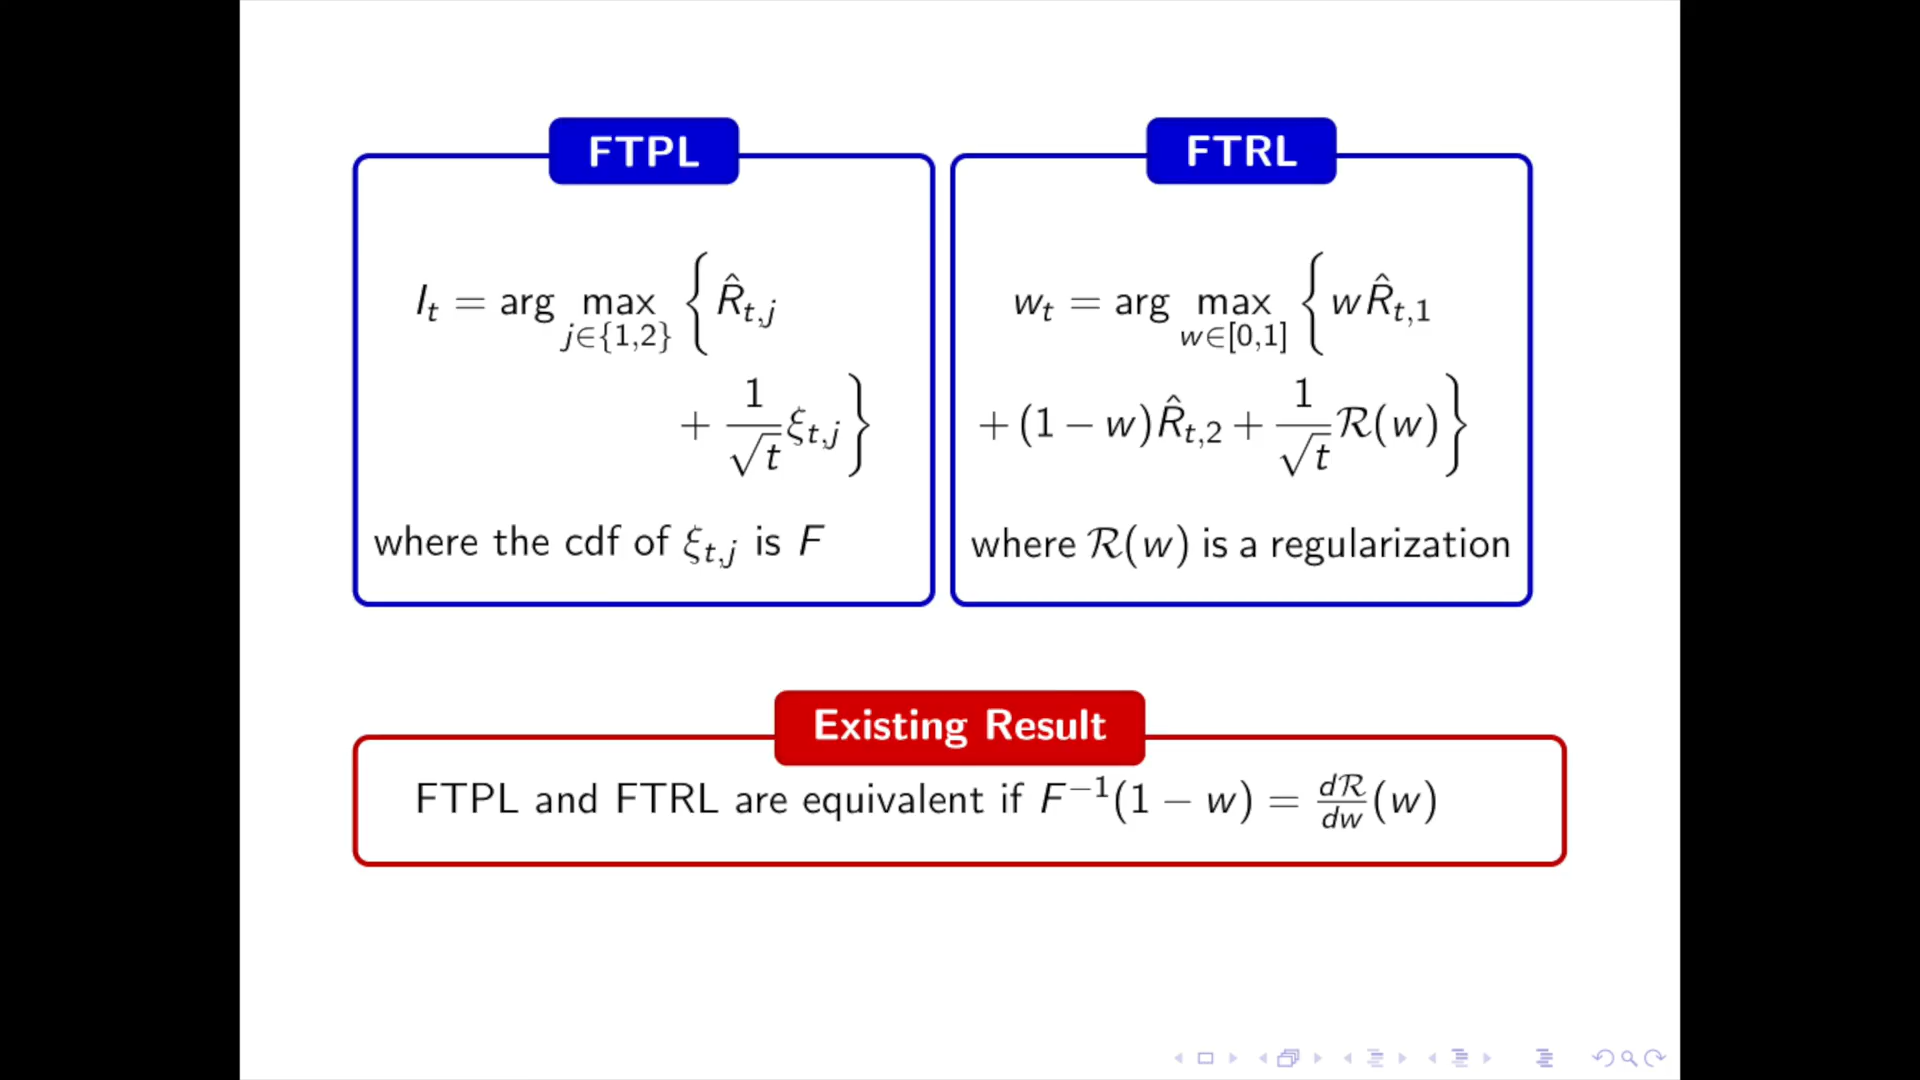 FTPL
I_t = arg max_{j∈{1,2}} { R̂_{t,j}
+ 1/√t ξ_{t,j} }
where the cdf of ξ_{t,j} is F
FTRL
w_t = arg max_{w∈[0,1]} { wR̂_{t,1}
+ (1 − w)R̂_{t,2} + 1/√t ℛ(w) }
where ℛ(w) is a regularization
Existing Result
FTPL and FTRL are equivalent if F^{−1}(1 − w) = dℛ/dw (w)